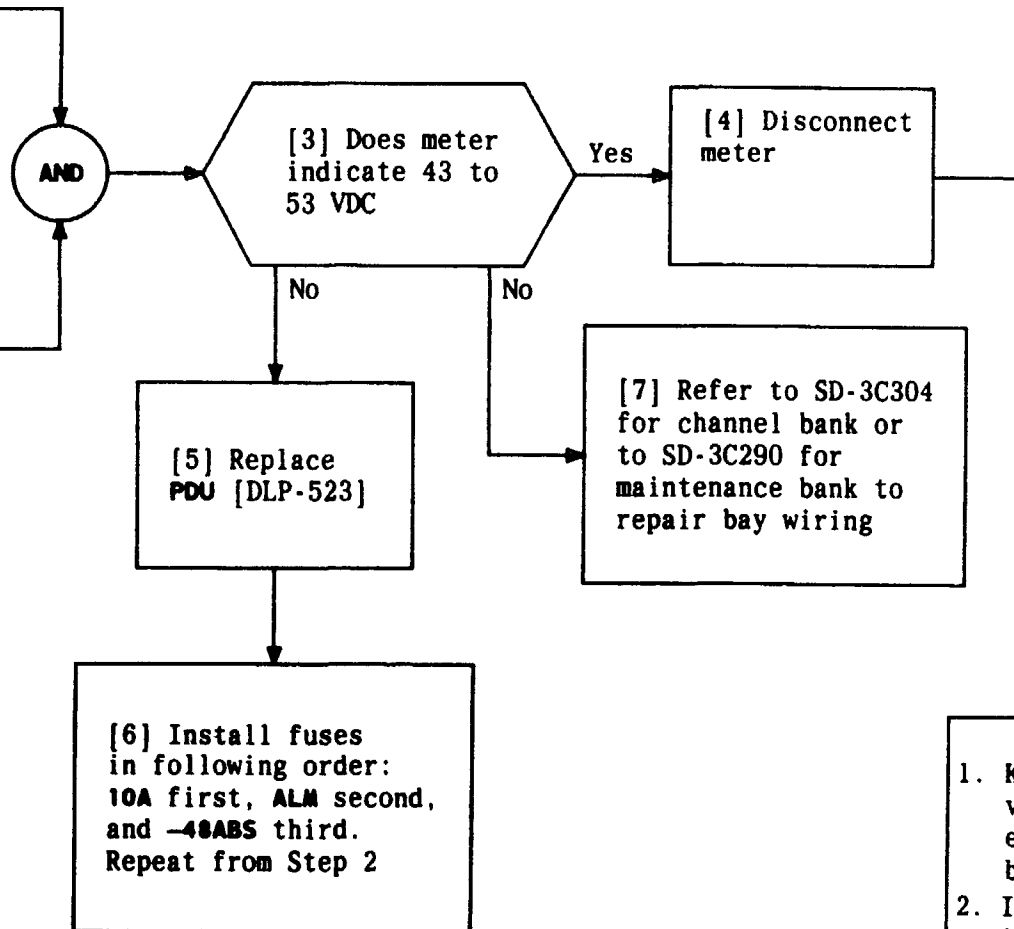 AND
[3] Does meter
indicate 43 to
53 VDC
Yes
[4] Disconnect
meter
No
No
[5] Replace
PDU [DLP-523]
[7] Refer to SD-3C304
for channel bank or
to SD-3C290 for
maintenance bank to
repair bay wiring
[6] Install fuses
in following order:
10A first, ALM second,
and -48ABS third.
Repeat from Step 2
1.
2.